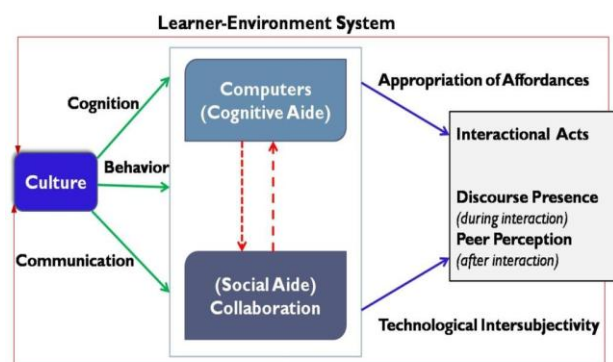 Learner-Environment System
Cognition
Behavior
Communication
Culture
Computers
(Cognitive Aide)
(Social Aide)
Collaboration
Appropriation of Affordances
Technological Intersubjectivity
Interactional Acts
Discourse Presence
(during interaction)
Peer Perception
(after interaction)